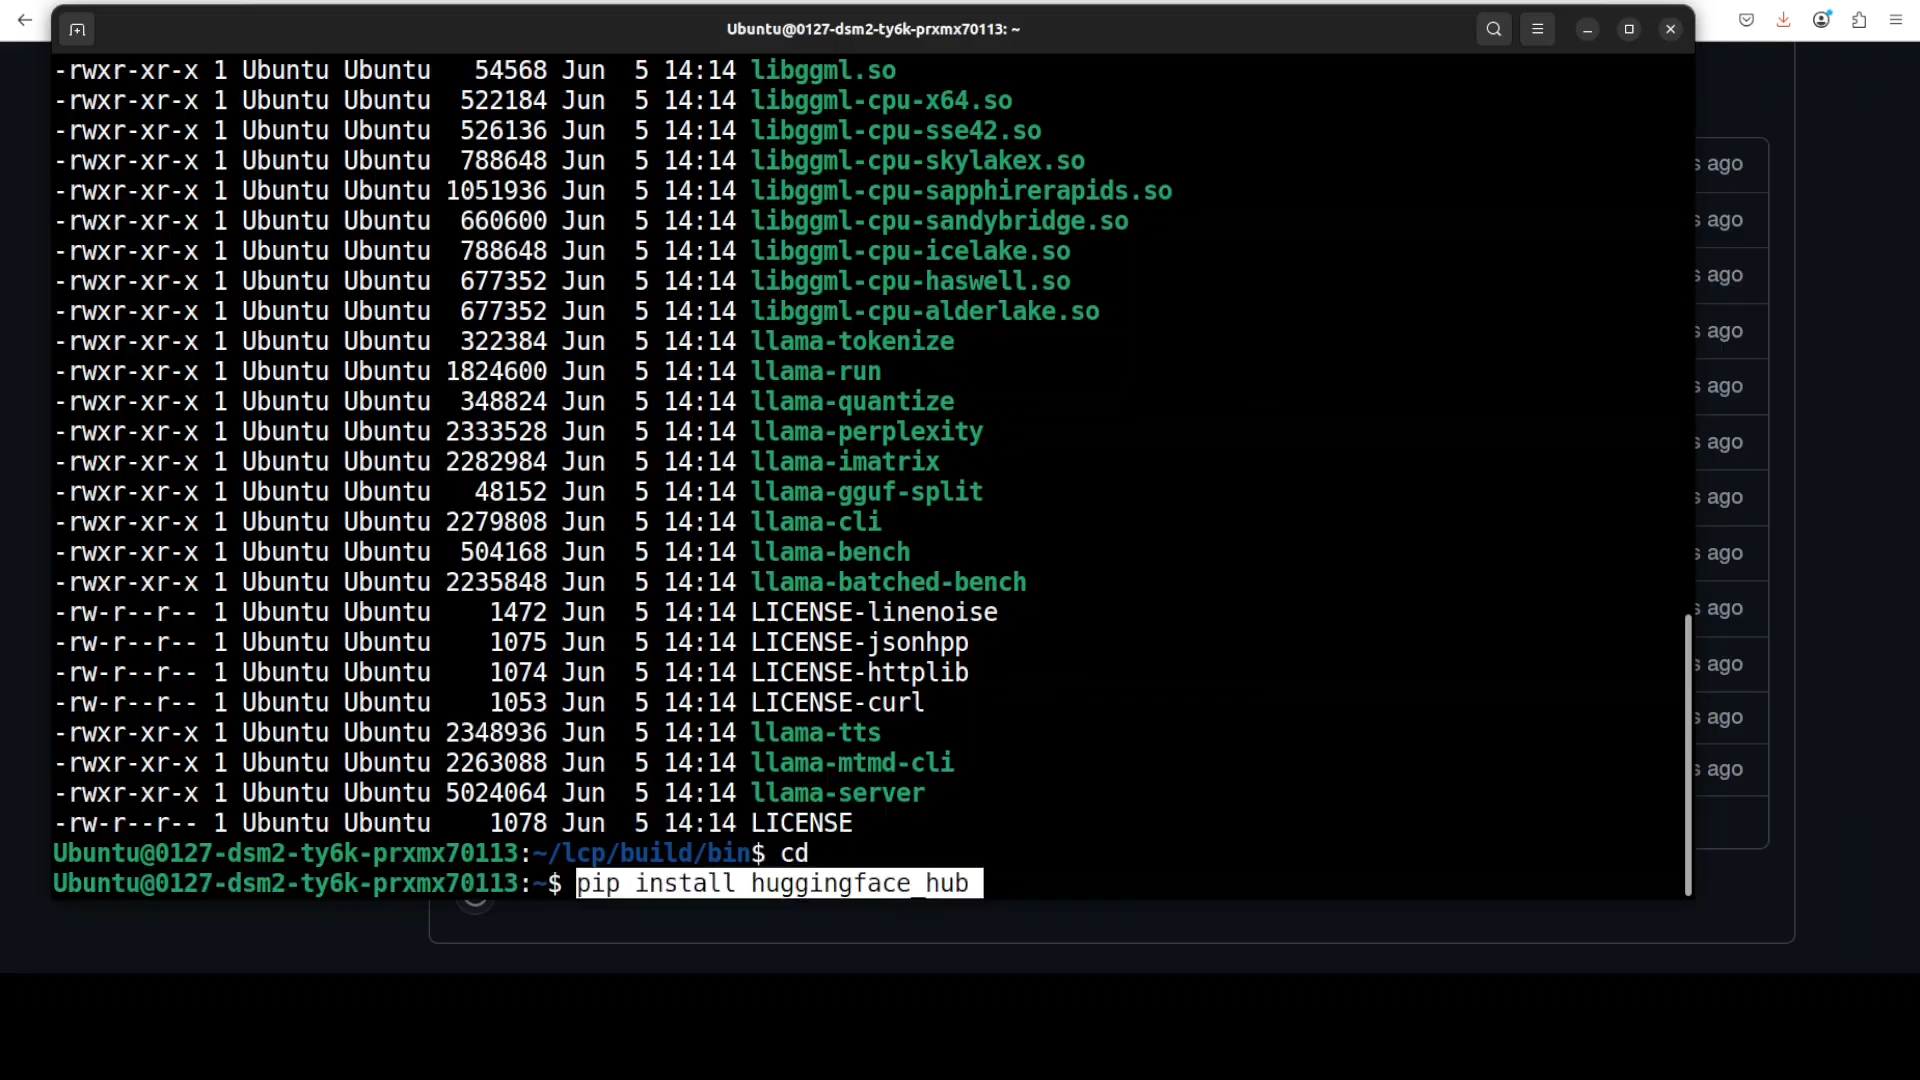 Ubuntu@0127-dsm2-ty6k-prxmx70113: ~
-rwxr-xr-x 1 Ubuntu Ubuntu   54568 Jun  5 14:14 libggml.so
-rwxr-xr-x 1 Ubuntu Ubuntu  522184 Jun  5 14:14 libggml-cpu-x64.so
-rwxr-xr-x 1 Ubuntu Ubuntu  526136 Jun  5 14:14 libggml-cpu-sse42.so
-rwxr-xr-x 1 Ubuntu Ubuntu  788648 Jun  5 14:14 libggml-cpu-skylakex.so
s ago
-rwxr-xr-x 1 Ubuntu Ubuntu 1051936 Jun  5 14:14 libggml-cpu-sapphirerapids.so
-rwxr-xr-x 1 Ubuntu Ubuntu  660600 Jun  5 14:14 libggml-cpu-sandybridge.so
s ago
-rwxr-xr-x 1 Ubuntu Ubuntu  788648 Jun  5 14:14 libggml-cpu-icelake.so
-rwxr-xr-x 1 Ubuntu Ubuntu  677352 Jun  5 14:14 libggml-cpu-haswell.so
s ago
-rwxr-xr-x 1 Ubuntu Ubuntu  677352 Jun  5 14:14 libggml-cpu-alderlake.so
-rwxr-xr-x 1 Ubuntu Ubuntu  322384 Jun  5 14:14 llama-tokenize
s ago
-rwxr-xr-x 1 Ubuntu Ubuntu 1824600 Jun  5 14:14 llama-run
s ago
-rwxr-xr-x 1 Ubuntu Ubuntu  348824 Jun  5 14:14 llama-quantize
-rwxr-xr-x 1 Ubuntu Ubuntu 2333528 Jun  5 14:14 llama-perplexity
s ago
-rwxr-xr-x 1 Ubuntu Ubuntu 2282984 Jun  5 14:14 llama-imatrix
-rwxr-xr-x 1 Ubuntu Ubuntu   48152 Jun  5 14:14 llama-gguf-split
s ago
-rwxr-xr-x 1 Ubuntu Ubuntu 2279808 Jun  5 14:14 llama-cli
-rwxr-xr-x 1 Ubuntu Ubuntu  504168 Jun  5 14:14 llama-bench
s ago
-rwxr-xr-x 1 Ubuntu Ubuntu 2235848 Jun  5 14:14 llama-batched-bench
-rw-r--r-- 1 Ubuntu Ubuntu    1472 Jun  5 14:14 LICENSE-linenoise
s ago
-rw-r--r-- 1 Ubuntu Ubuntu    1075 Jun  5 14:14 LICENSE-jsonhpp
-rw-r--r-- 1 Ubuntu Ubuntu    1074 Jun  5 14:14 LICENSE-httplib
s ago
-rw-r--r-- 1 Ubuntu Ubuntu    1053 Jun  5 14:14 LICENSE-curl
s ago
-rwxr-xr-x 1 Ubuntu Ubuntu 2348936 Jun  5 14:14 llama-tts
-rwxr-xr-x 1 Ubuntu Ubuntu 2263088 Jun  5 14:14 llama-mtmd-cli
s ago
-rwxr-xr-x 1 Ubuntu Ubuntu 5024064 Jun  5 14:14 llama-server
-rw-r--r-- 1 Ubuntu Ubuntu    1078 Jun  5 14:14 LICENSE
Ubuntu@0127-dsm2-ty6k-prxmx70113:~/lcp/build/bin$ cd
Ubuntu@0127-dsm2-ty6k-prxmx70113:~$ pip install huggingface_hub